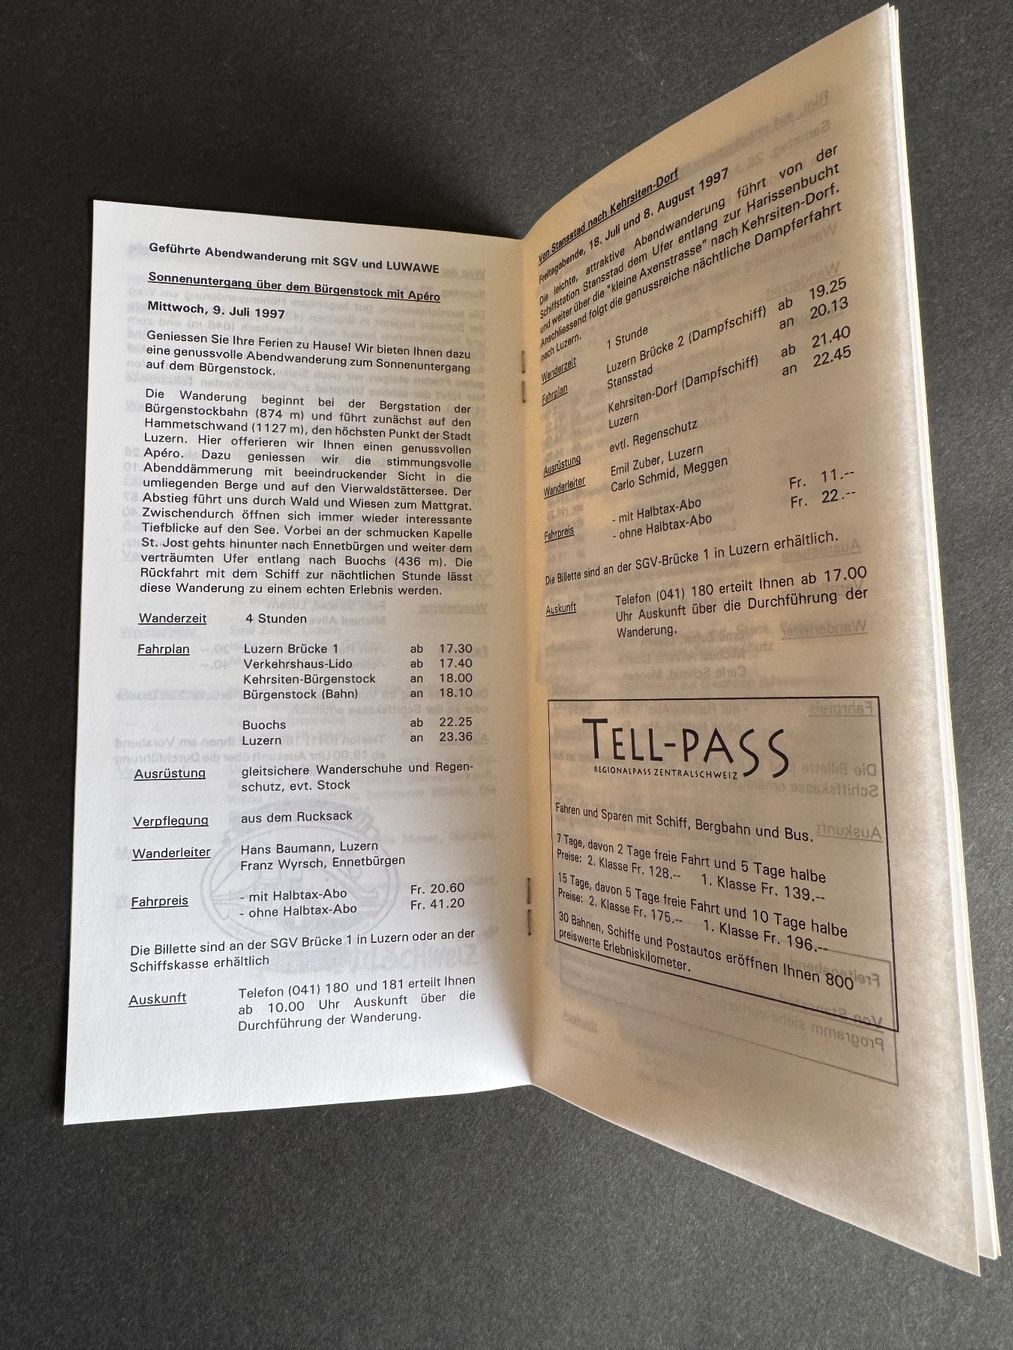 Geführte Abendwanderung mit SGV und LUWAWE
Sonnenuntergang über dem Bürgenstock mit Apéro
Mittwoch, 9. Juli 1997
Geniessen Sie Ihre Ferien zu Hause! Wir bieten Ihnen dazu
eine genussvolle Abendwanderung zum Sonnenuntergang
auf dem Bürgenstock.
Die Wanderung beginnt bei der Bergstation der
Bürgenstockbahn (874 m) und führt zunächst auf den
Hammetschwand (1127 m), den höchsten Punkt der Stadt
Luzern. Hier offerieren wir Ihnen einen genussvollen
Apéro. Dazu geniessen wir die stimmungsvolle
Abenddämmerung mit beeindruckender Sicht in die
umliegenden Berge und auf den Vierwaldstättersee. Der
Abstieg führt uns durch Wald und Wiesen zum Mattgrat.
Zwischendurch öffnen sich immer wieder interessante
Tiefblicke auf den See. Vorbei an der schmucken Kapelle
St. Jost gehts hinunter nach Ennetbürgen und weiter dem
verträumten Ufer entlang nach Buochs (436 m). Die
Rückfahrt mit dem Schiff zur nächtlichen Stunde lässt
diese Wanderung zu einem echten Erlebnis werden.
Wanderzeit 4 Stunden
Fahrplan Luzern Brücke 1 ab 17.30
Verkehrshaus-Lido ab 17.40
Kehrsiten-Bürgenstock an 18.00
Bürgenstock (Bahn) an 18.10
Buochs ab 22.25
Luzern an 23.36
Ausrüstung gleitsichere Wanderschuhe und Regen-
schutz, evt. Stock
Verpflegung aus dem Rucksack
Wanderleiter Hans Baumann, Luzern
Franz Wyrsch, Ennetbürgen
Fahrpreis - mit Halbtax-Abo Fr. 20.60
- ohne Halbtax-Abo Fr. 41.20
Die Billette sind an der SGV Brücke 1 in Luzern oder an der
Schiffskasse erhältlich
Auskunft Telefon (041) 180 und 181 erteilt Ihnen
ab 10.00 Uhr Auskunft über die
Durchführung der Wanderung.
Von Stansstad nach Kehrsiten-Dorf
Freitagabende, 18. Juli und 8. August 1997
Die leichte, attraktive Abendwanderung führt von der
Schiffstation Stansstad dem Ufer entlang zur Harissenbucht
und weiter über die "kleine Axenstrasse" nach Kehrsiten-Dorf.
Anschliessend folgt die genussreiche nächtliche Dampferfahrt
nach Luzern.
Wanderzeit 1 Stunde
Fahrplan Luzern Brücke 2 (Dampfschiff) ab 19.25
Stansstad an 20.13
Kehrsiten-Dorf (Dampfschiff) ab 21.40
Luzern an 22.45
Ausrüstung evtl. Regenschutz
Wanderleiter Emil Zuber, Luzern
Carlo Schmid, Meggen
Fahrpreis - mit Halbtax-Abo Fr. 11.--
- ohne Halbtax-Abo Fr. 22.--
Die Billette sind an der SGV-Brücke 1 in Luzern erhältlich.
Auskunft Telefon (041) 180 erteilt Ihnen ab 17.00
Uhr Auskunft über die Durchführung der
Wanderung.
TELL-PASS
REGIONALPASS ZENTRALSCHWEIZ
Fahren und Sparen mit Schiff, Bergbahn und Bus.
7 Tage, davon 2 Tage freie Fahrt und 5 Tage halbe
Preise: 2. Klasse Fr. 128.-- 1. Klasse Fr. 139.--
15 Tage, davon 5 Tage freie Fahrt und 10 Tage halbe
Preise: 2. Klasse Fr. 175.-- 1. Klasse Fr. 196.--
30 Bahnen, Schiffe und Postautos eröffnen Ihnen 800
preiswerte Erlebniskilometer.